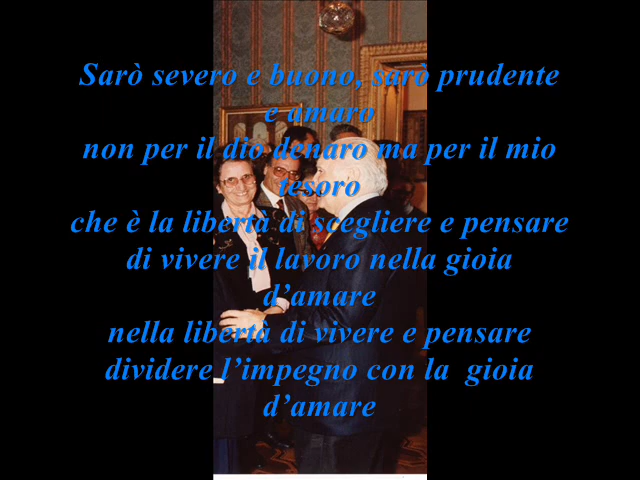 Sarò severo e buono, sarò prudente
e amaro
non per il dio denaro ma per il mio
tesoro
che è la libertà di scegliere e pensare
di vivere il lavoro nella gioia
d’amare
nella libertà di vivere e pensare
dividere l’impegno con la  gioia
d’amare